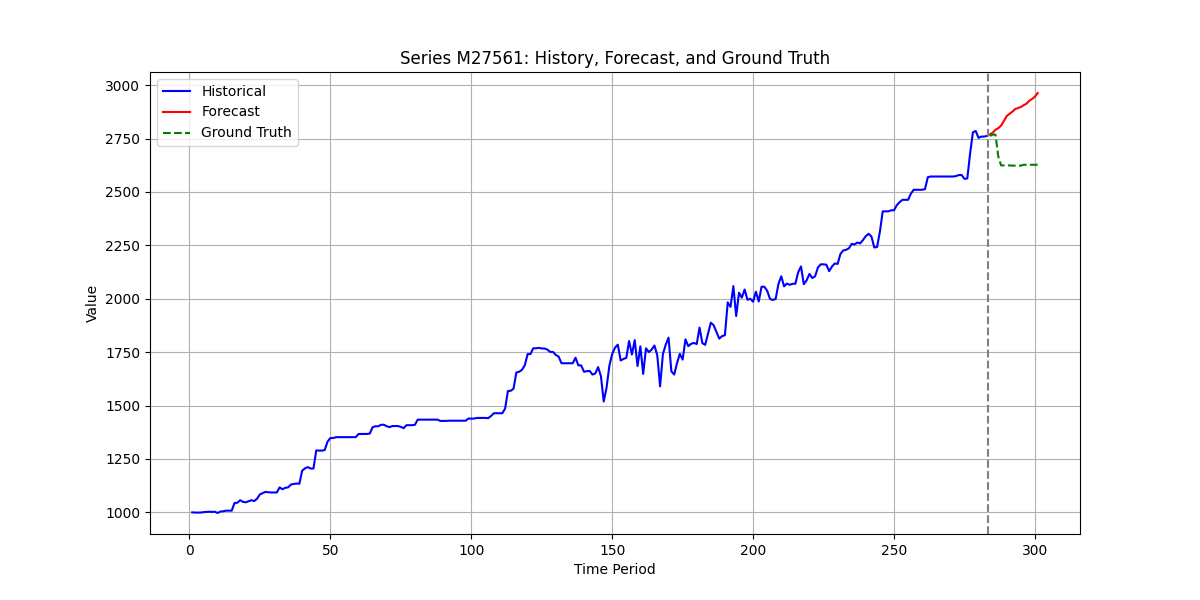 Series M27561: History, Forecast, and Ground Truth
Historical
Forecast
Ground Truth
Value
3000
2750
2500
2250
2000
1750
1500
1250
1000
0 50 100 150 200 250 300
Time Period